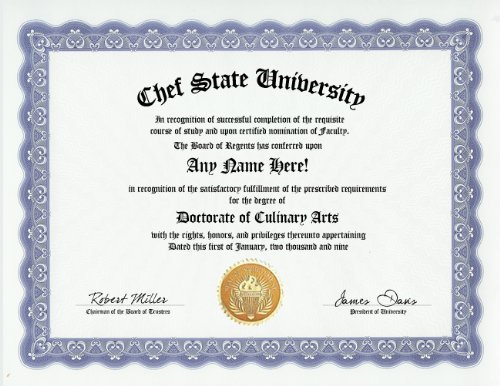 Chef State University
In recognition of successful completion of the requisite
course of study and upon certified nomination of Faculty.
The Board of Regents has conferred upon
Any Name Here!
in recognition of the satisfactory fulfillment of the prescribed requirements
for the degree of
Doctorate of Culinary Arts
with the rights, honors, and privileges thereunto appertaining
Dated this first of January, two thousand and nine
Robert Miller
Chairman of the Board of Trustees
James Davis
President of University